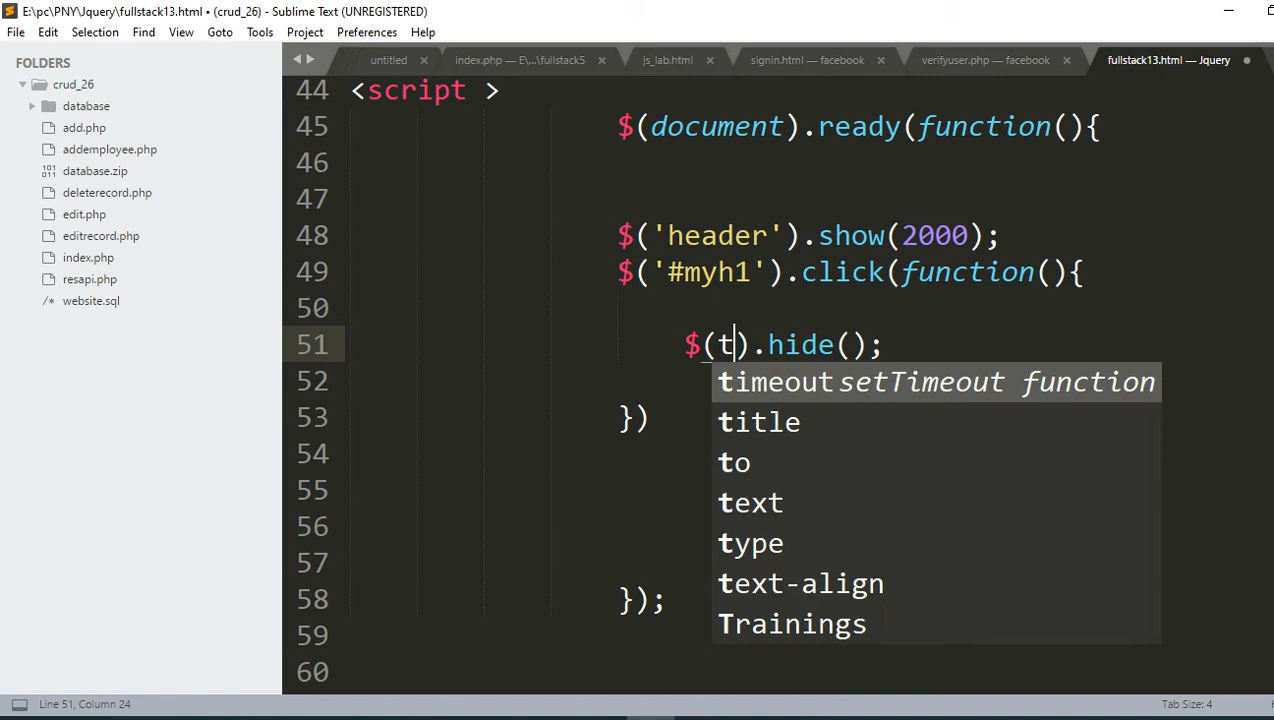 E:\pc\PNY\Jquery\fullstack13.html • (crud_26) - Sublime Text (UNREGISTERED)
File Edit Selection Find View Goto Tools Project Preferences Help
FOLDERS
crud_26
database
add.php
addemployee.php
database.zip
deleterecord.php
edit.php
editrecord.php
index.php
resapi.php
website.sql
untitled index.php — E\...\fullstack5 js_lab.html signin.html — facebook verifyuser.php — facebook fullstack13.html — Jquery
44 <script >
45 $(document).ready(function(){
46
47
48 $('header').show(2000);
49 $('#myh1').click(function(){
50
51 $(t).hide();
52 timeout setTimeout function
53 })
title
54 to
55 text
56 type
57 text-align
58 });
Trainings
59
60
Line 51, Column 24 Tab Size: 4